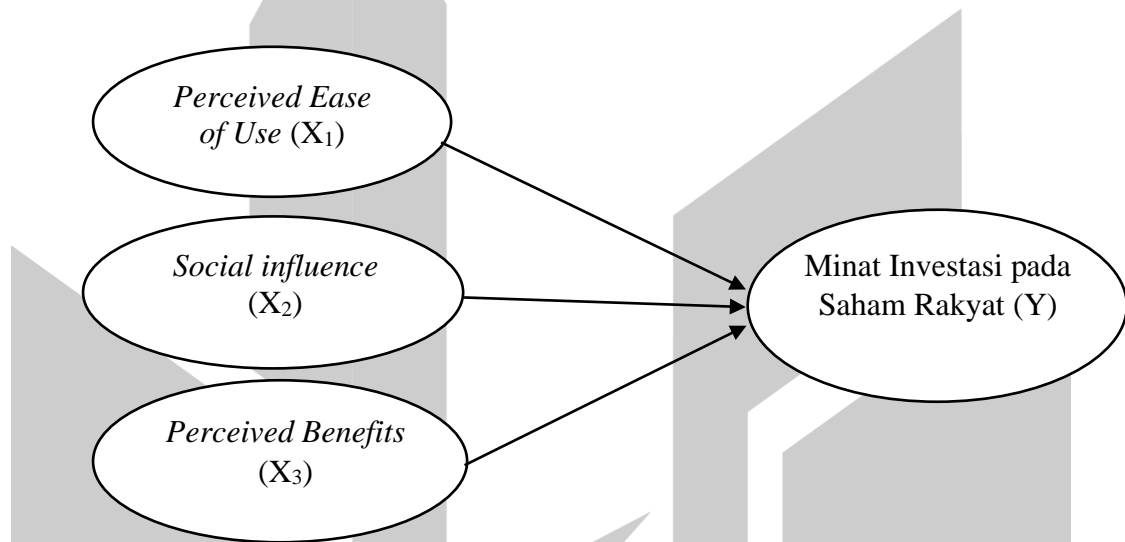 Perceived Ease
of Use (X₁)
Social influence
(X₂)
Perceived Benefits
(X₃)
Minat Investasi pada
Saham Rakyat (Y)